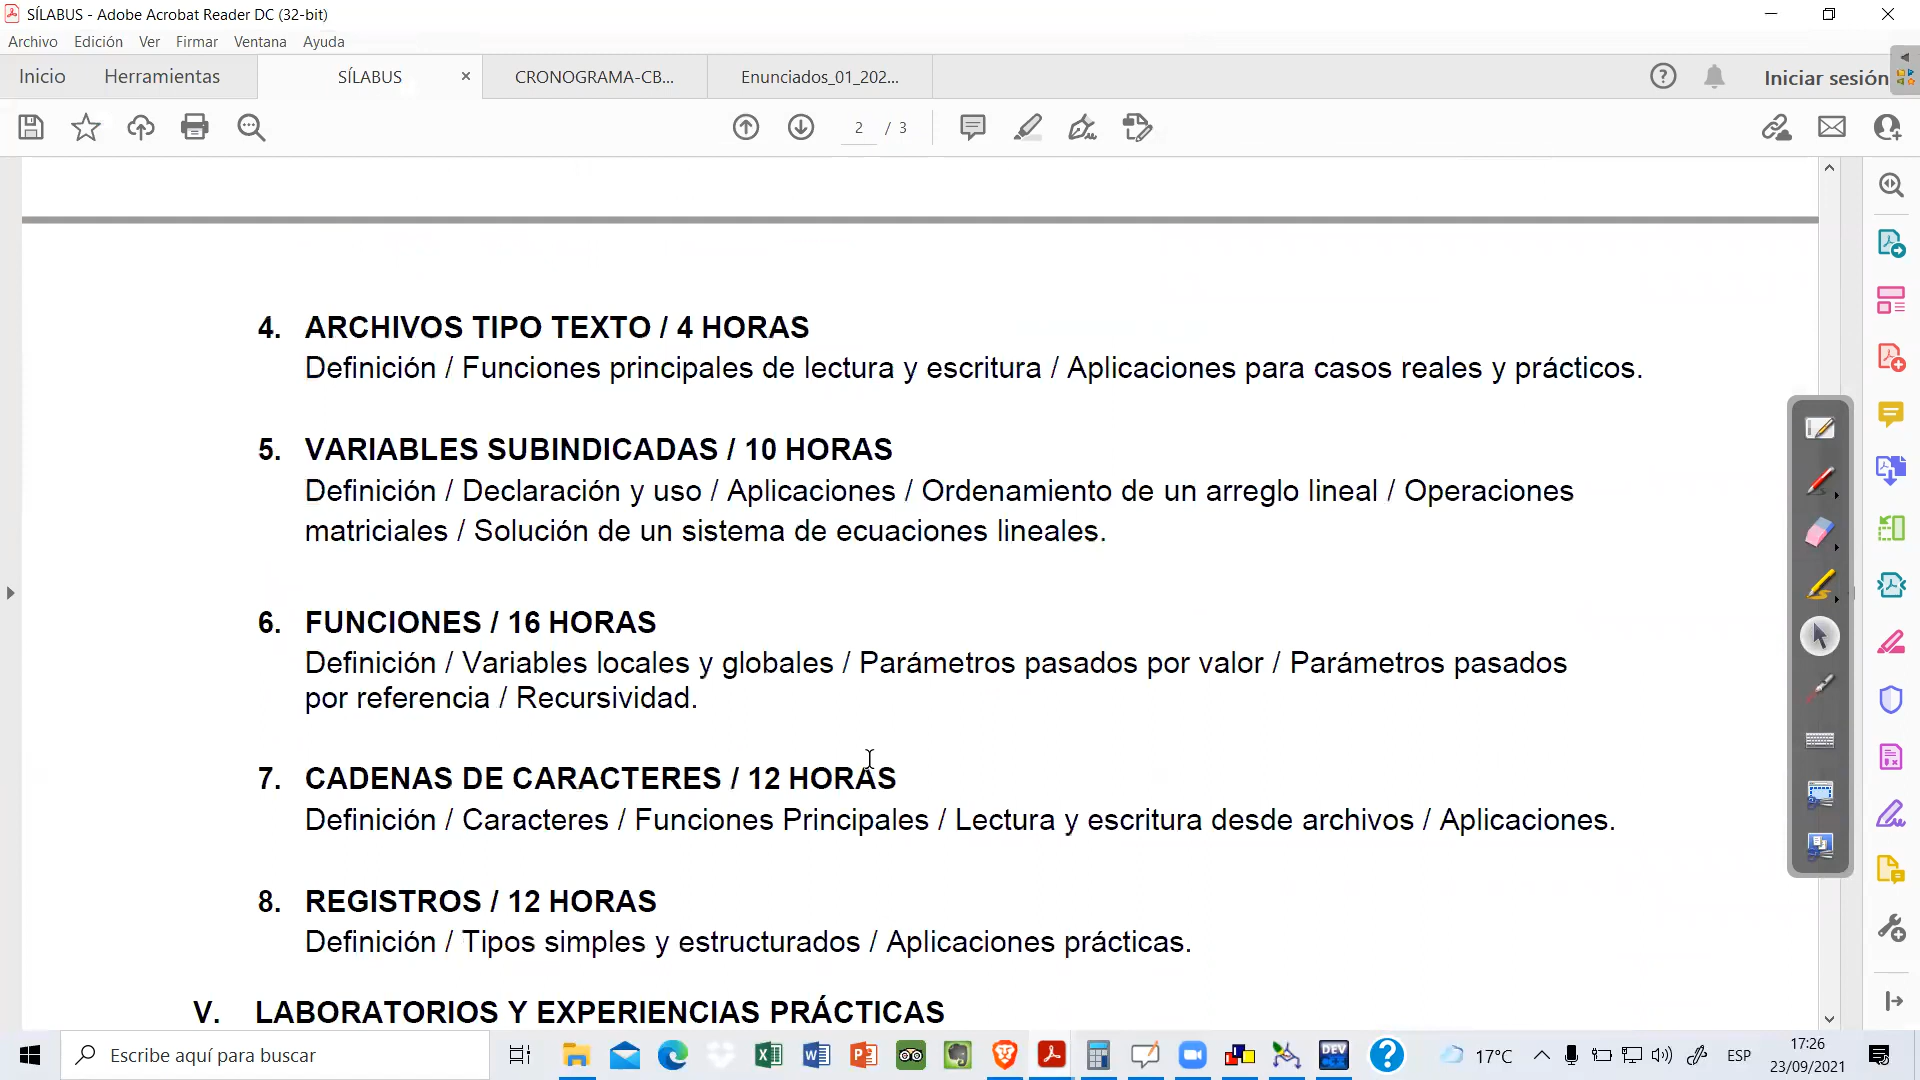 SÍLABUS - Adobe Acrobat Reader DC (32-bit)
Archivo Edición Ver Firmar Ventana Ayuda
Inicio Herramientas SÍLABUS × CRONOGRAMA-CB... Enunciados_01_202... Iniciar sesión
2 / 3
4. ARCHIVOS TIPO TEXTO / 4 HORAS
Definición / Funciones principales de lectura y escritura / Aplicaciones para casos reales y prácticos.
5. VARIABLES SUBINDICADAS / 10 HORAS
Definición / Declaración y uso / Aplicaciones / Ordenamiento de un arreglo lineal / Operaciones
matriciales / Solución de un sistema de ecuaciones lineales.
6. FUNCIONES / 16 HORAS
Definición / Variables locales y globales / Parámetros pasados por valor / Parámetros pasados
por referencia / Recursividad.
7. CADENAS DE CARACTERES / 12 HORAS
Definición / Caracteres / Funciones Principales / Lectura y escritura desde archivos / Aplicaciones.
8. REGISTROS / 12 HORAS
Definición / Tipos simples y estructurados / Aplicaciones prácticas.
V. LABORATORIOS Y EXPERIENCIAS PRÁCTICAS
Escribe aquí para buscar
DEV
17°C
ESP
17:26
23/09/2021